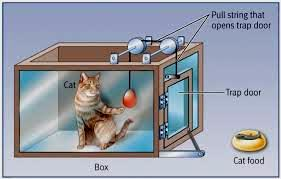 Pull string that
opens trap door
Cat
Trap door
Box
Cat food